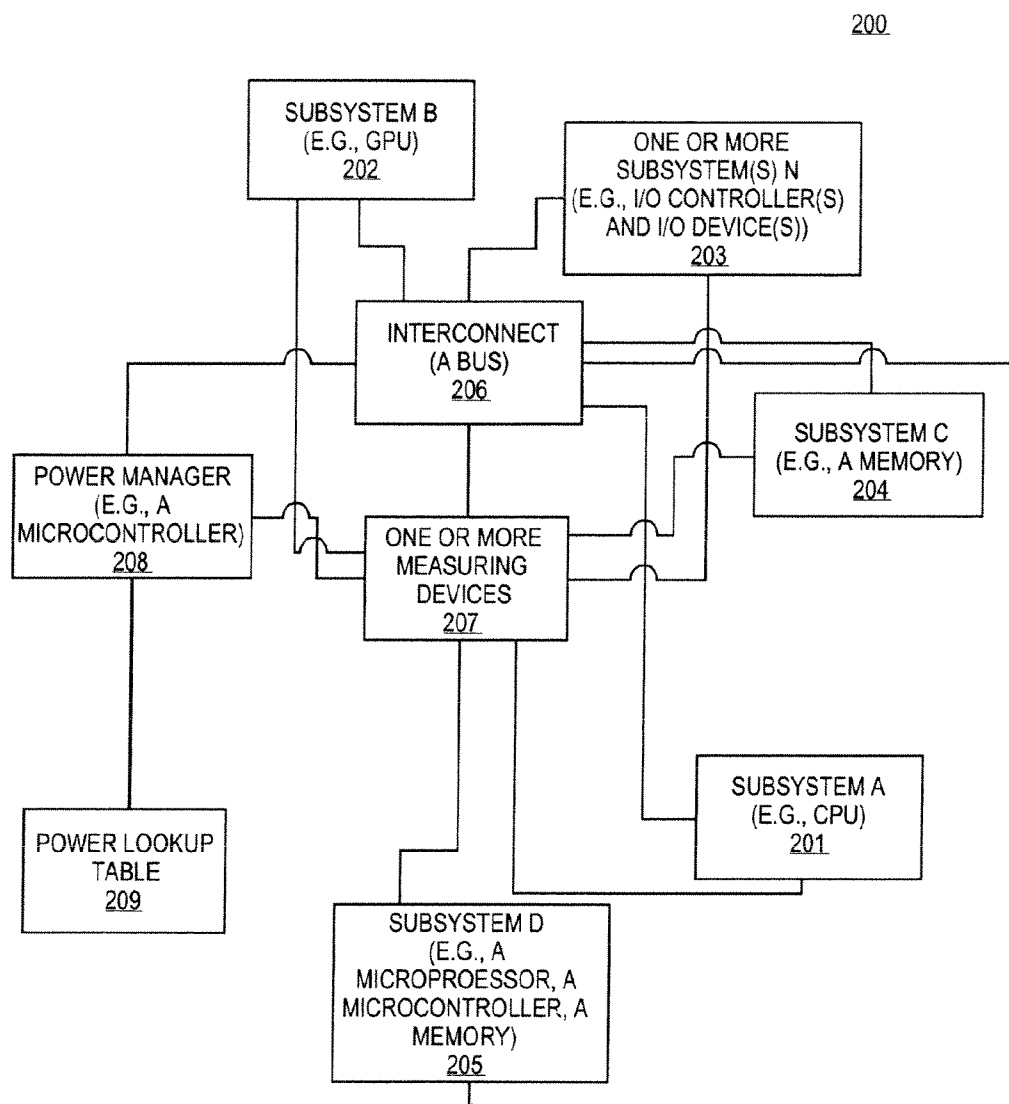 200
SUBSYSTEM B
(E.G., GPU)
202
ONE OR MORE
SUBSYSTEM(S) N
(E.G., I/O CONTROLLER(S)
AND I/O DEVICE(S))
203
INTERCONNECT
(A BUS)
206
SUBSYSTEM C
(E.G., A MEMORY)
204
POWER MANAGER
(E.G., A
MICROCONTROLLER)
208
ONE OR MORE
MEASURING
DEVICES
207
SUBSYSTEM A
(E.G., CPU)
201
POWER LOOKUP
TABLE
209
SUBSYSTEM D
(E.G., A
MICROPROESSOR, A
MICROCONTROLLER, A
MEMORY)
205